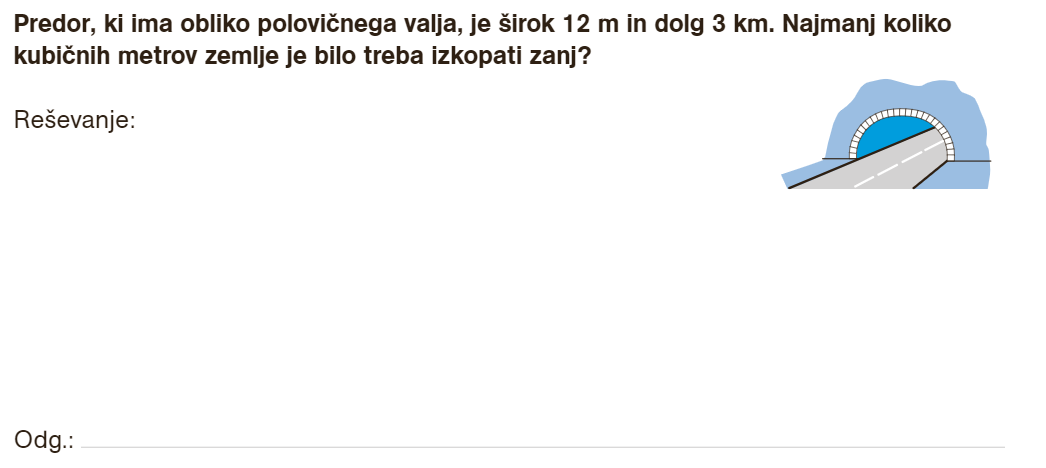 Predor, ki ima obliko polovičnega valja, je širok 12 m in dolg 3 km. Najmanj koliko
kubičnih metrov zemlje je bilo treba izkopati zanj?
Reševanje:
Odg.: